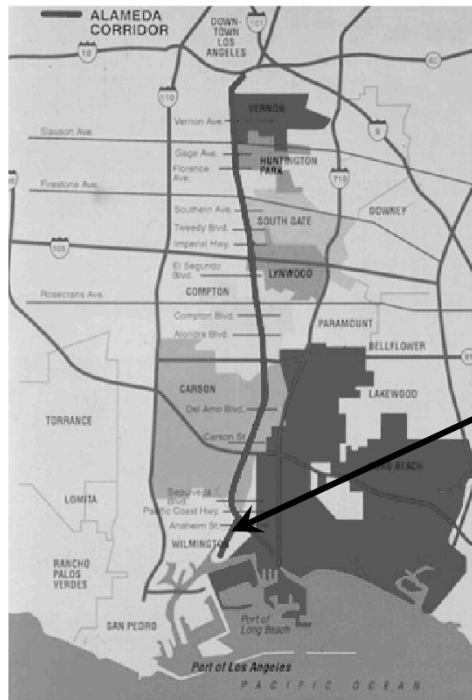 ALAMEDA
CORRIDOR
DOWN-
TOWN
LOS
ANGELES
101
10
60
110
VERNON
Vernon Ave.
5
Slauson Ave.
Gage Ave.
HUNTINGTON
PARK
Florence
Ave.
710
Firestone Ave.
DOWNEY
Southern Ave.
SOUTH GATE
Tweedy Blvd.
Imperial Hwy.
105
El Segundo
Blvd.
LYNWOOD
Rosecrans Ave.
COMPTON
Compton Blvd.
PARAMOUNT
Alondra Blvd.
BELLFLOWER
91
CARSON
LAKEWOOD
Del Amo Blvd.
TORRANCE
Carson St.
BEACH
Sepulveda
Blvd.
LOMITA
Pacific Coast Hwy.
Anaheim St.
WILMINGTON
RANCHO
PALOS
VERDES
SAN PEDRO
Port of
Long Beach
Port of Los Angeles
PACIFIC OCEAN